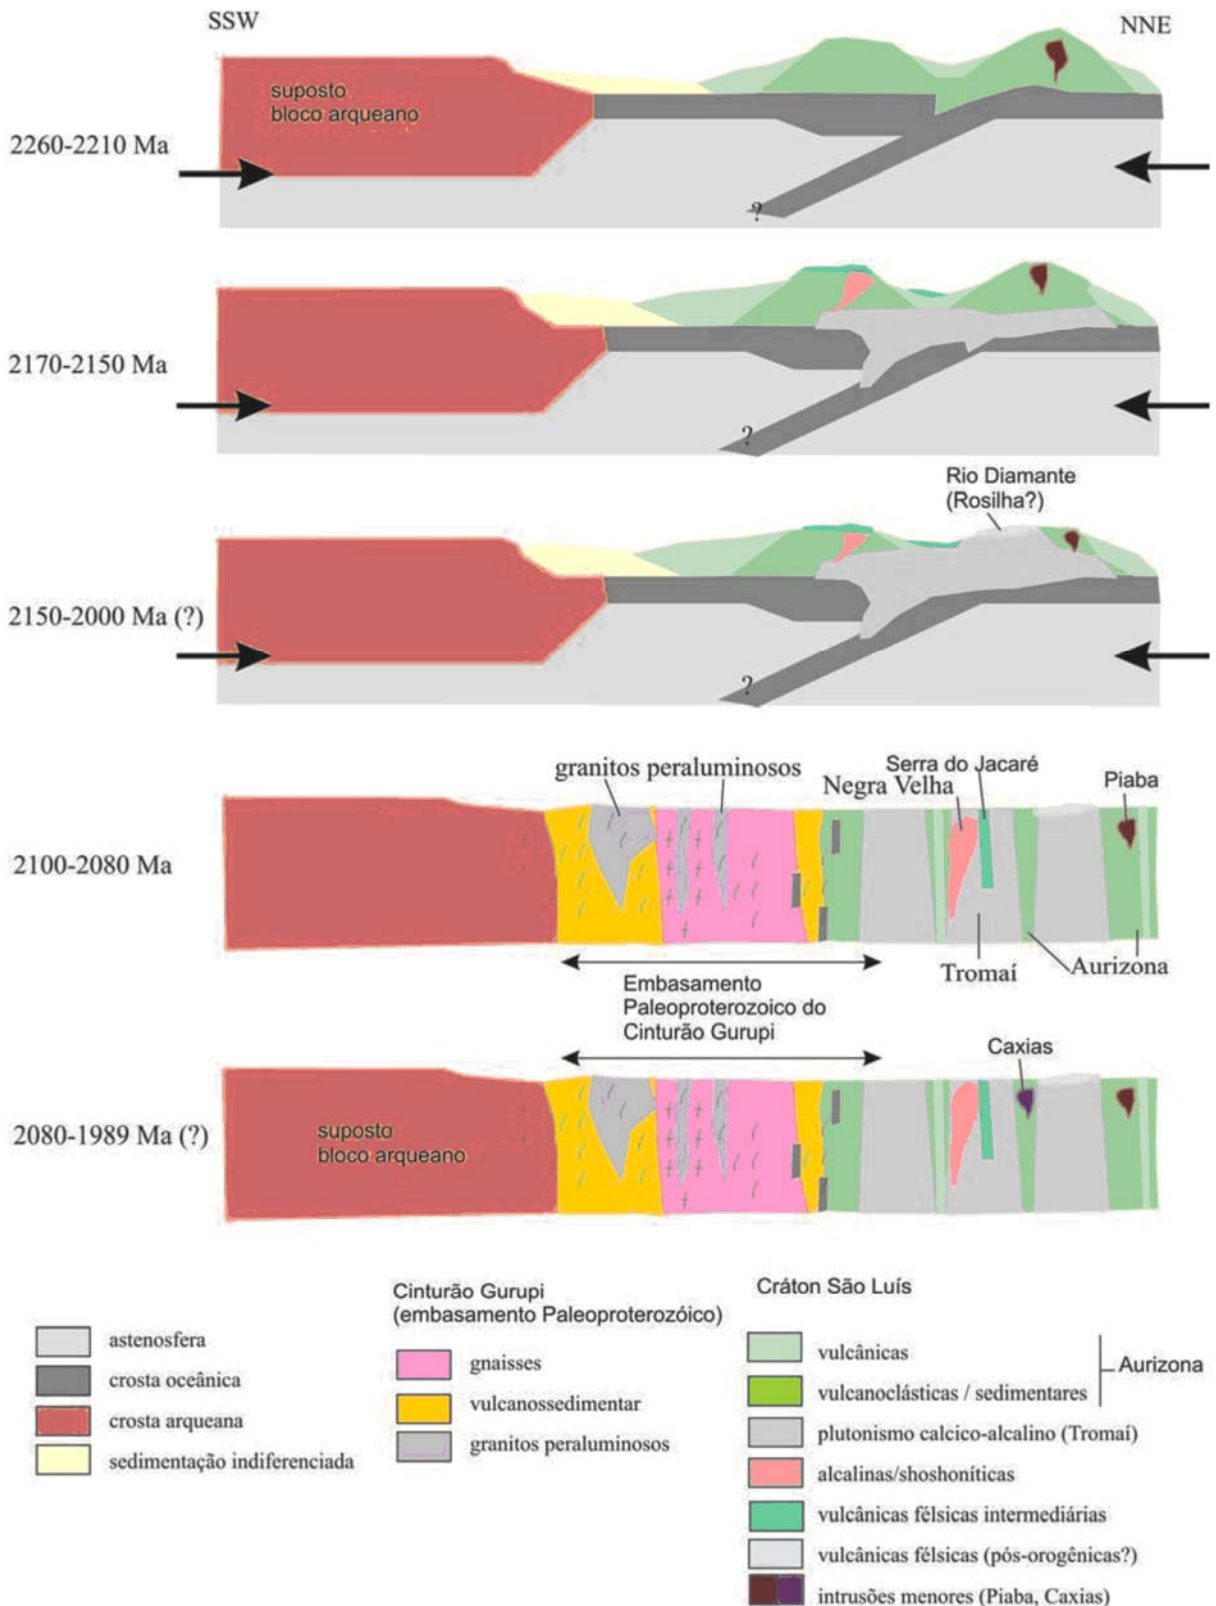 SSW
NNE
suposto
bloco arqueano
2260-2210 Ma
?
2170-2150 Ma
?
Rio Diamante
(Rosilha?)
2150-2000 Ma (?)
?
granitos peraluminosos
Serra do Jacaré
Negra Velha
Piaba
2100-2080 Ma
Tromaí
Aurizona
Embasamento
Paleoproterozoico do
Cinturão Gurupi
Caxias
2080-1989 Ma (?)
suposto
bloco arqueano
astenosfera
crosta oceânica
crosta arqueana
sedimentação indiferenciada
Cinturão Gurupi
(embasamento Paleoproterozóico)
gnaisses
vulcanossedimentar
granitos peraluminosos
Cráton São Luís
vulcânicas
Aurizona
vulcanoclásticas / sedimentares
plutonismo calcico-alcalino (Tromaí)
alcalinas/shoshoníticas
vulcânicas félsicas intermediárias
vulcânicas félsicas (pós-orogênicas?)
intrusões menores (Piaba, Caxias)